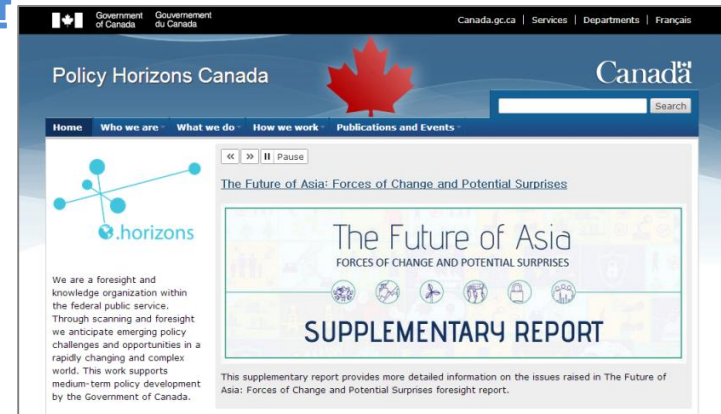 Government of Canada
Gouvernement du Canada
Canada.gc.ca | Services | Departments | Français
Policy Horizons Canada
Canada
Search
Home Who we are What we do How we work Publications and Events
Pause
The Future of Asia: Forces of Change and Potential Surprises
.horizons
The Future of Asia
FORCES OF CHANGE AND POTENTIAL SURPRISES
SUPPLEMENTARY REPORT
We are a foresight and
knowledge organization within
the federal public service.
Through scanning and foresight
we anticipate emerging policy
challenges and opportunities in a
rapidly changing and complex
world. This work supports
medium-term policy development
by the Government of Canada.
This supplementary report provides more detailed information on the issues raised in The Future of
Asia: Forces of Change and Potential Surprises foresight report.